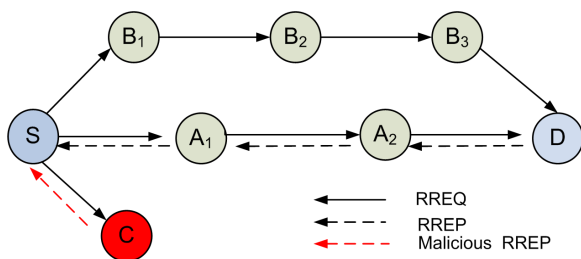 B₁
B₂
B₃
S
A₁
A₂
D
C
RREQ
RREP
Malicious RREP